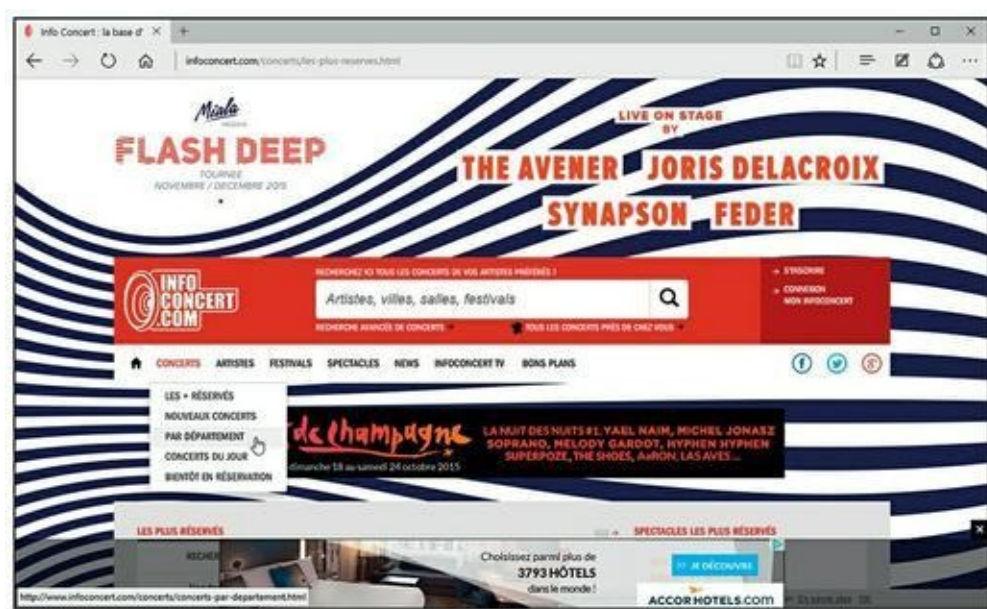 Info Concert : la base d'
infoconcert.com/concerts/les-plus-reserves.html
Miala
FLASH DEEP
TOURNÉE
NOVEMBRE / DECEMBRE 2015
LIVE ON STAGE
BY
THE AVENER JORIS DELACROIX
SYNAPSON FEDER
INFO
CONCERT
.COM
RECHERCHEZ ICI TOUS LES CONCERTS DE VOS ARTISTES PRÉFÉRÉS !
Artistes, villes, salles, festivals
RECHERCHE AVANCÉE DE CONCERTS
TOUS LES CONCERTS PRÈS DE CHEZ VOUS
S'INSCRIRE
CONNEXION
MON INFOCONCERT
CONCERTS ARTISTES FESTIVALS SPECTACLES NEWS INFOCONCERT TV BONS PLANS
LES + RÉSERVÉS
NOUVEAUX CONCERTS
PAR DÉPARTEMENT
CONCERTS DU JOUR
BIENTÔT EN RÉSERVATION
de Champagne
dimanche 18 au samedi 24 octobre 2015
LA NUIT DES NUITS #1, YAEL NAIM, MICHEL JONASZ
SOPRANO, MELODY GARDOT, HYPHEN HYPHEN
SUPERPOZE, THE SHOES, AaRON, LAS AVES ...
LES PLUS RÉSERVÉS
SPECTACLES LES PLUS RÉSERVÉS
Choisissez parmi plus de
3793 HÔTELS
dans le monde !
JE DÉCOUVRE
ACCORHOTELS.COM
http://www.infoconcert.com/concerts/concerts-par-departement.html